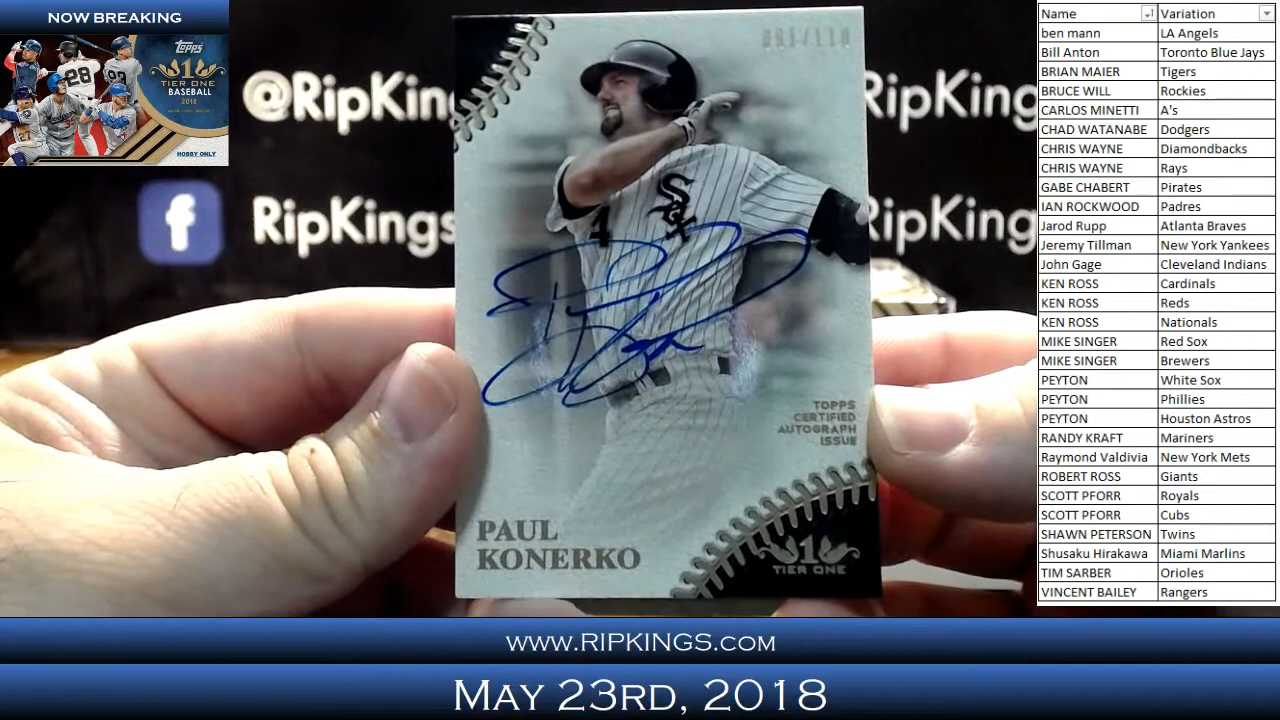 NOW BREAKING
Topps
1
TIER ONE
BASEBALL
2018
HOBBY ONLY
@RipKin
RipKing
f
RipKings
RipKing
Sox
4
TOPPS
CERTIFIED
AUTOGRAPH
ISSUE
PAUL
KONERKO
1
TIER ONE
Name Variation
ben mann LA Angels
Bill Anton Toronto Blue Jays
BRIAN MAIER Tigers
BRUCE WILL Rockies
CARLOS MINETTI A's
CHAD WATANABE Dodgers
CHRIS WAYNE Diamondbacks
CHRIS WAYNE Rays
GABE CHABERT Pirates
IAN ROCKWOOD Padres
Jarod Rupp Atlanta Braves
Jeremy Tillman New York Yankees
John Gage Cleveland Indians
KEN ROSS Cardinals
KEN ROSS Reds
KEN ROSS Nationals
MIKE SINGER Red Sox
MIKE SINGER Brewers
PEYTON White Sox
PEYTON Phillies
PEYTON Houston Astros
RANDY KRAFT Mariners
Raymond Valdivia New York Mets
ROBERT ROSS Giants
SCOTT PFORR Royals
SCOTT PFORR Cubs
SHAWN PETERSON Twins
Shusaku Hirakawa Miami Marlins
TIM SARBER Orioles
VINCENT BAILEY Rangers
WWW.RIPKINGS.COM
MAY 23RD, 2018